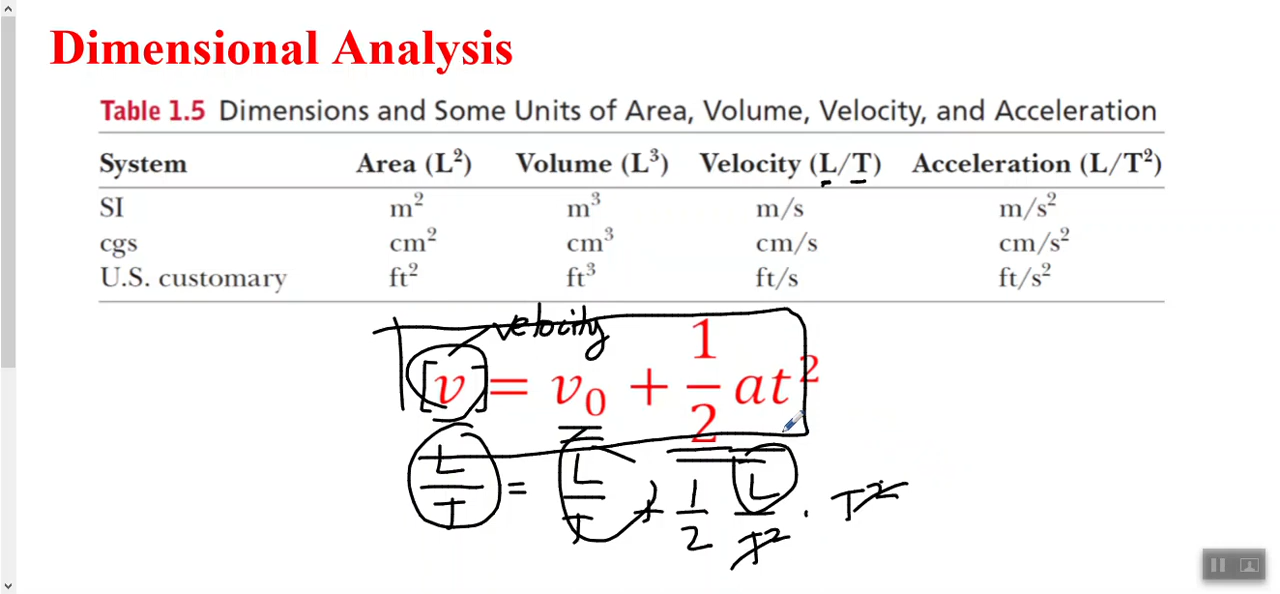 Dimensional Analysis
Table 1.5 Dimensions and Some Units of Area, Volume, Velocity, and Acceleration
System Area (L²) Volume (L³) Velocity (L/T) Acceleration (L/T²)
SI m² m³ m/s m/s²
cgs cm² cm³ cm/s cm/s²
U.S. customary ft² ft³ ft/s ft/s²
velocity
[v] = v₀ + 1/2 at²
L/T = L/T + 1/2 L/T² · T²